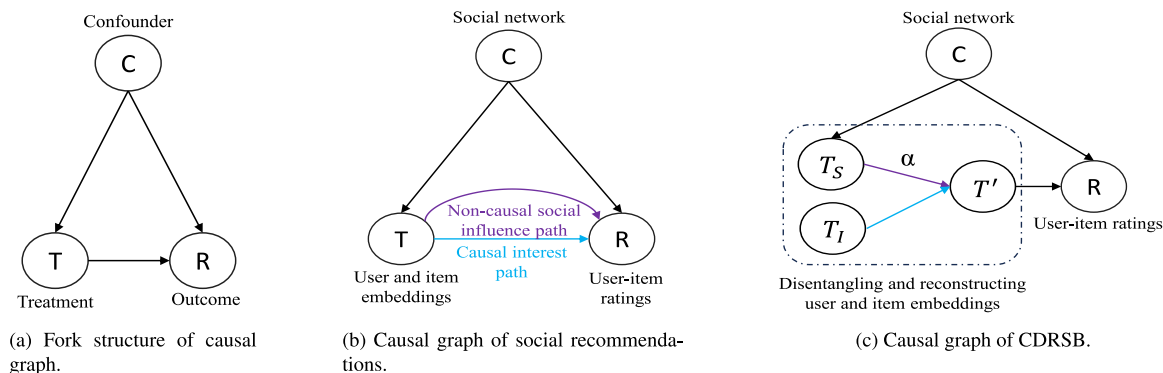 Confounder
C
T
R
Treatment
Outcome
(a) Fork structure of causal
graph.
Social network
C
Non-causal social
influence path
T
R
Causal interest
path
User and item
embeddings
User-item
ratings
(b) Causal graph of social recommenda-
tions.
Social network
C
T_S
α
T'
R
T_I
User-item ratings
Disentangling and reconstructing
user and item embeddings
(c) Causal graph of CDRSB.